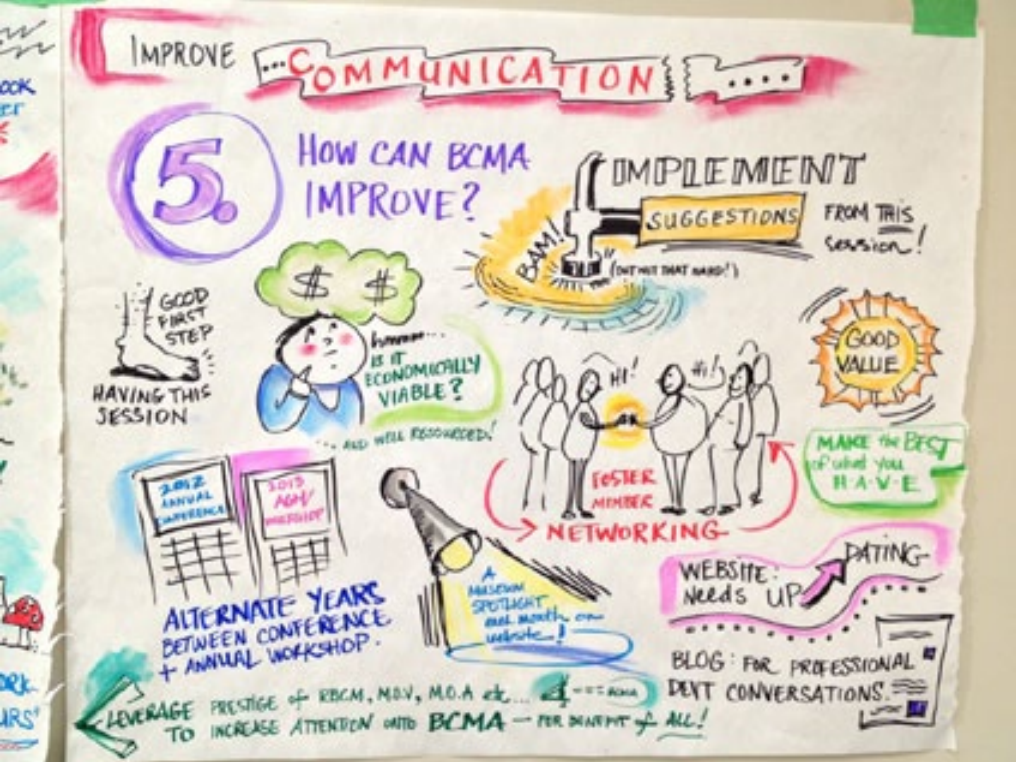 OOK
IMPROVE ...COMMUNICATION ....
5.
HOW CAN BCMA
IMPROVE?
IMPLEMENT
SUGGESTIONS
FROM THIS
session!
BAM!
(BUT NOT THAT HARD!)
GOOD
FIRST
STEP
HAVING THIS
SESSION
$ $
hmmm...
IS IT
ECONOMICALLY
VIABLE?
... AND WELL RESOURCED!
HI!
Hi!
FOSTER
MEMBER
NETWORKING
GOOD
VALUE
MAKE the BEST
of what you
H·A·V·E
2012
ANNUAL
CONFERENCE
2013
AGM/
WORKSHOP
ALTERNATE YEARS
BETWEEN CONFERENCE
+ ANNUAL WORKSHOP.
A
MUSEUM
SPOTLIGHT
each month on
website!
WEBSITE:
Needs UP DATING
BLOG: FOR PROFESSIONAL
DEV'T CONVERSATIONS.
LEVERAGE PRESTIGE of RBCM, M.O.V, M.O.A etc... BCMA
TO INCREASE ATTENTION onto BCMA — FOR BENEFIT of ALL!